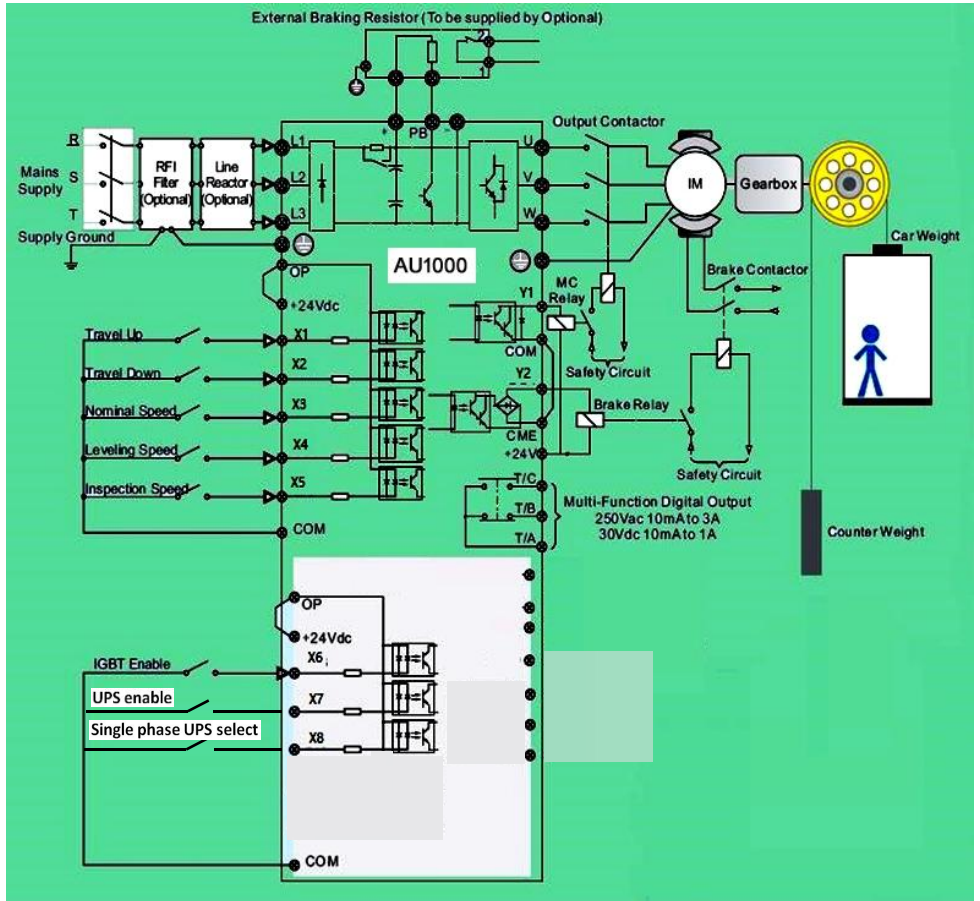 External Braking Resistor (To be supplied by Optional)
2
1
+
PB
-
Output Contactor
R
S
T
Mains
Supply
RFI
Filter
(Optional)
Line
Reactor
(Optional)
L1
L2
L3
U
V
W
IM
Gearbox
Supply Ground
Car Weight
AU1000
OP
+24Vdc
Y1
MC
Relay
Brake Contactor
Travel Up
X1
COM
Safety Circuit
Travel Down
X2
Y2
Nominal Speed
X3
Brake Relay
CME
Leveling Speed
X4
+24V
Safety Circuit
Inspection Speed
X5
T/C
T/B
T/A
Multi-Function Digital Output
250Vac 10mAto 3A
30Vdc 10mAto 1A
COM
Counter Weight
OP
+24Vdc
IGBT Enable
X6
UPS enable
X7
Single phase UPS select
X8
COM